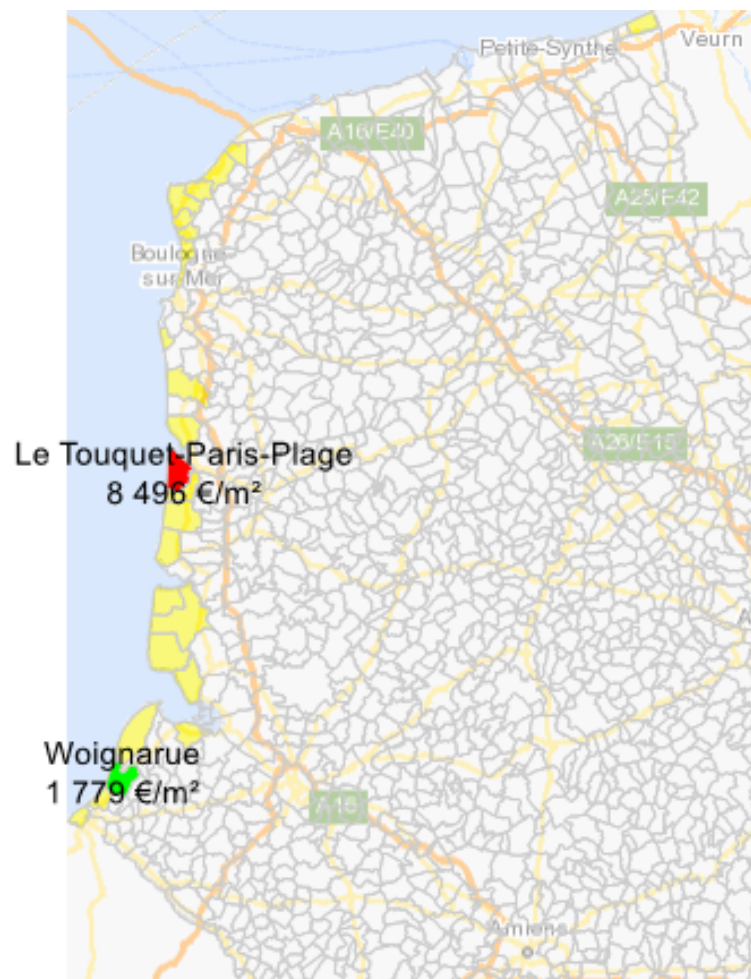 Petite-Synthe
Veurn
A16/E40
A25/E42
Boulogne
sur-Mer
A26/E15
Le Touquet-Paris-Plage
8 496 €/m²
Woignarue
1 779 €/m²
A16
Amiens